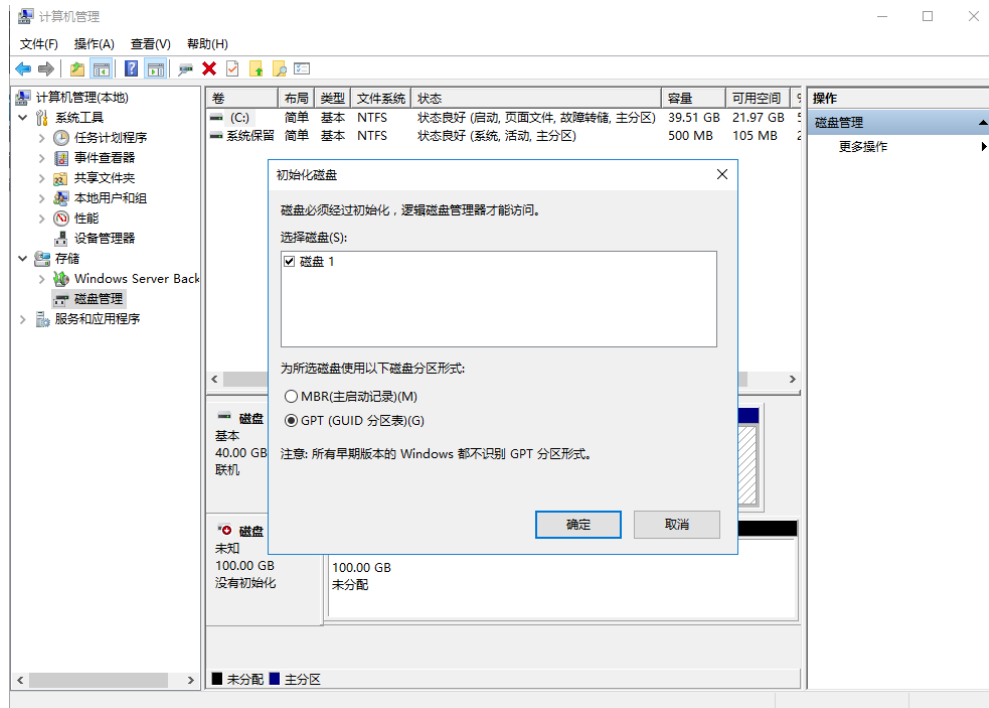 计算机管理
文件(F) 操作(A) 查看(V) 帮助(H)
计算机管理(本地)
系统工具
任务计划程序
事件查看器
共享文件夹
本地用户和组
性能
设备管理器
存储
Windows Server Back
磁盘管理
服务和应用程序
卷 布局 类型 文件系统 状态 容量 可用空间
(C:) 简单 基本 NTFS 状态良好 (启动, 页面文件, 故障转储, 主分区) 39.51 GB 21.97 GB
系统保留 简单 基本 NTFS 状态良好 (系统, 活动, 主分区) 500 MB 105 MB
操作
磁盘管理
更多操作
初始化磁盘
磁盘必须经过初始化，逻辑磁盘管理器才能访问。
选择磁盘(S):
磁盘 1
为所选磁盘使用以下磁盘分区形式:
MBR(主启动记录)(M)
GPT (GUID 分区表)(G)
注意: 所有早期版本的 Windows 都不识别 GPT 分区形式。
确定 取消
磁盘
基本
40.00 GB
联机
磁盘
未知
100.00 GB
没有初始化
100.00 GB
未分配
未分配 主分区